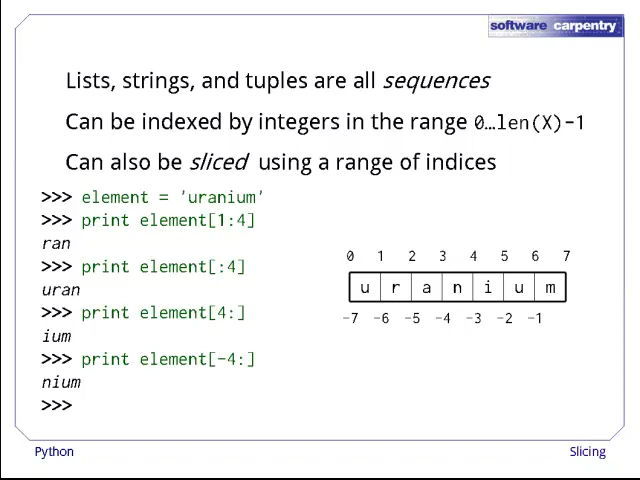 software carpentry
Lists, strings, and tuples are all sequences
Can be indexed by integers in the range 0…len(X)-1
Can also be sliced using a range of indices
>>> element = 'uranium'
>>> print element[1:4]
ran
>>> print element[:4]
uran
>>> print element[4:]
ium
>>> print element[-4:]
nium
>>>
0 1 2 3 4 5 6 7
u r a n i u m
-7 -6 -5 -4 -3 -2 -1
Python
Slicing